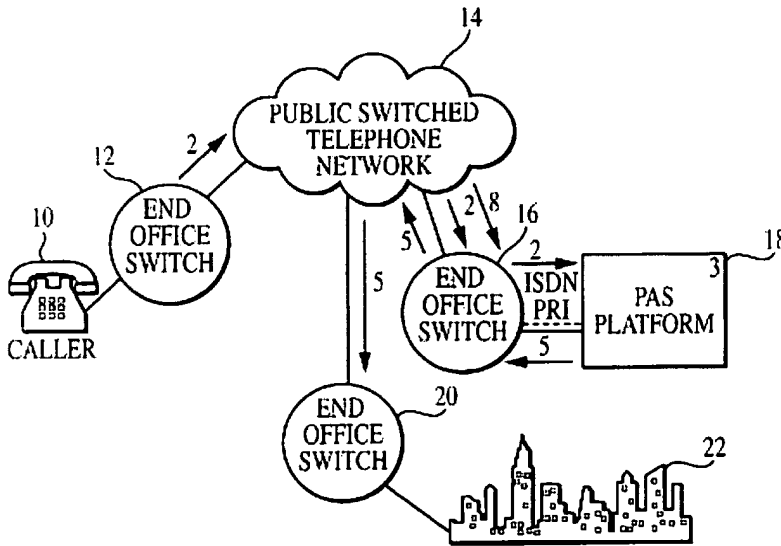 14
PUBLIC SWITCHED
TELEPHONE
NETWORK
2
12
END
OFFICE
SWITCH
10
CALLER
5
5
2
8
16
END
OFFICE
SWITCH
2
ISDN
PRI
5
3
PAS
PLATFORM
18
20
END
OFFICE
SWITCH
22